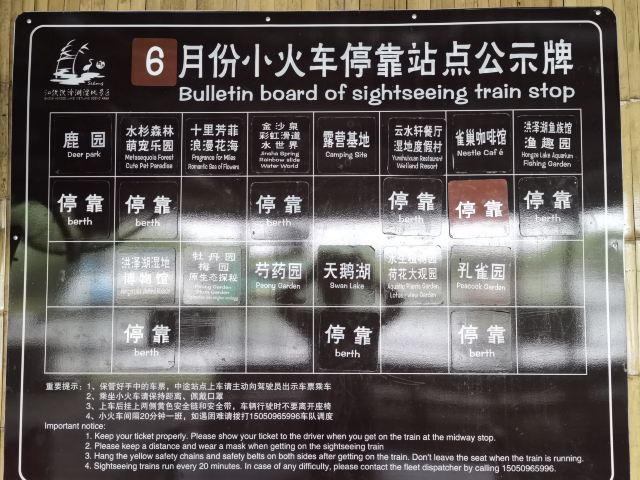 6月份小火车停靠站点公示牌
Bulletin board of sightseeing train stop
鹿园
Deer park
水杉森林
萌宠乐园
Metasequoia Forest
Cute Pet Paradise
十里芳菲
浪漫花海
Fragrance for Miles
Romantic Sea of Flowers
金沙泉
彩虹滑道
水世界
Jinsha Spring
Rainbow slide
Water World
露营基地
Camping Site
云水轩餐厅
湿地度假村
Yunshuixuan Restaurant
Wetland Resort
雀巢咖啡馆
Nestle Café
洪泽湖鱼族馆
渔趣园
Hongze Lake Aquarium
Fishing Garden
停靠
berth
停靠
berth
停靠
berth
停靠
berth
停靠
停靠
berth
洪泽湖湿地
博物馆
牡丹园
梅园
原生态探秘
Peony Garden
Plum Garden
芍药园
Peony Garden
天鹅湖
Swan Lake
水生植物园
荷花大观园
Aquatic Plants Garden
Lotus view Garden
孔雀园
Peacock Garden
停靠
berth
停靠
berth
停靠
berth
重要提示：1、保管好手中的车票，中途站点上车请主动向驾驶员出示车票乘车
2、乘坐小火车请保持距离、佩戴口罩
3、上车后挂上两侧黄色安全链和安全带，车辆行驶时不要离开座椅
4、小火车间隔20分钟一班，如遇困难请拨打15050965996车队调度
Important notice:
1. Keep your ticket properly. Please show your ticket to the driver when you get on the train at the midway stop.
2. Please keep a distance and wear a mask when getting on the sightseeing train
3. Hang the yellow safety chains and safety belts on both sides after getting on the train. Don't leave the seat when the train is running.
4. Sightseeing trains run every 20 minutes. In case of any difficulty, please contact the fleet dispatcher by calling 15050965996.